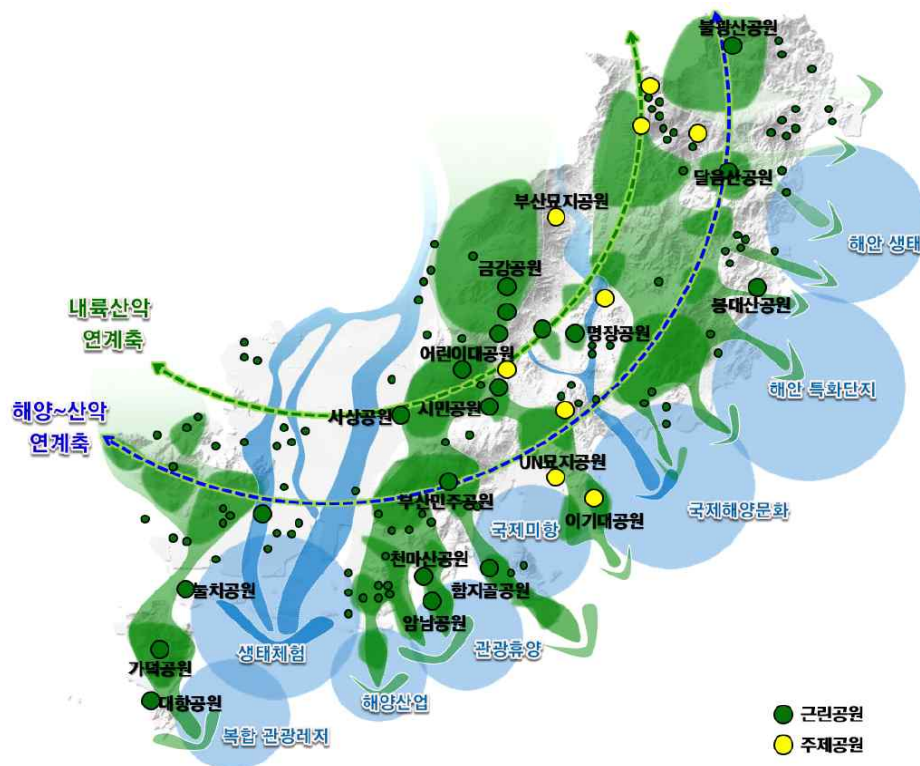 불광산공원
달음산공원
부산묘지공원
해안 생태
금강공원
봉대산공원
내륙산악
연계축
명장공원
어린이대공원
해안 특화단지
해양~산악
연계축
사상공원
시민공원
UN묘지공원
부산민주공원
이기대공원
국제해양문화
국제미항
천마산공원
눌차공원
함지골공원
암남공원
생태체험
관광휴양
가덕공원
대항공원
해양산업
복합 관광레저
근린공원
주제공원